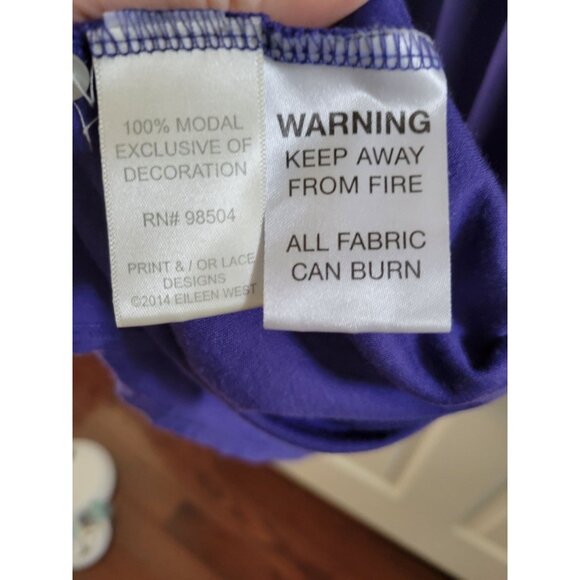 100% MODAL
EXCLUSIVE OF
DECORATION
RN# 98504
PRINT & / OR LACE
DESIGNS
©2014 EILEEN WEST
WARNING
KEEP AWAY
FROM FIRE
ALL FABRIC
CAN BURN